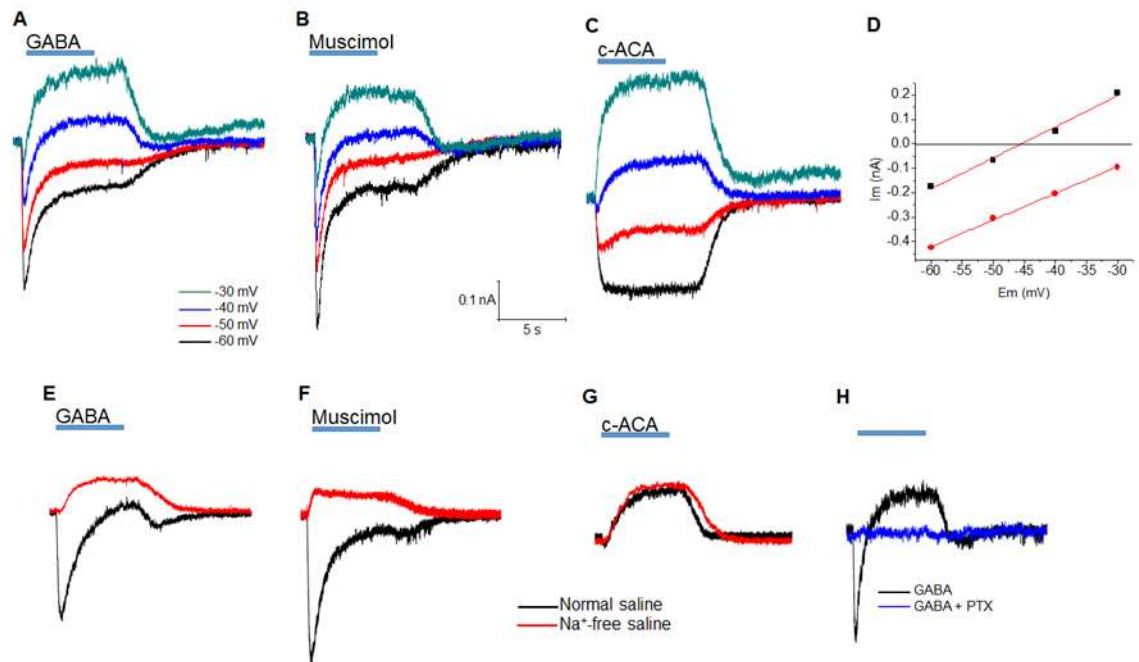 A
GABA
B
Muscimol
C
c-ACA
D
0.2
0.1
0.0
-0.1
-0.2
-0.3
-0.4
Im (nA)
-60 -55 -50 -45 -40 -35 -30
Em (mV)
-30 mV
-40 mV
-50 mV
-60 mV
0.1 nA
5 s
E
GABA
F
Muscimol
G
c-ACA
H
Normal saline
Na⁺-free saline
GABA
GABA + PTX